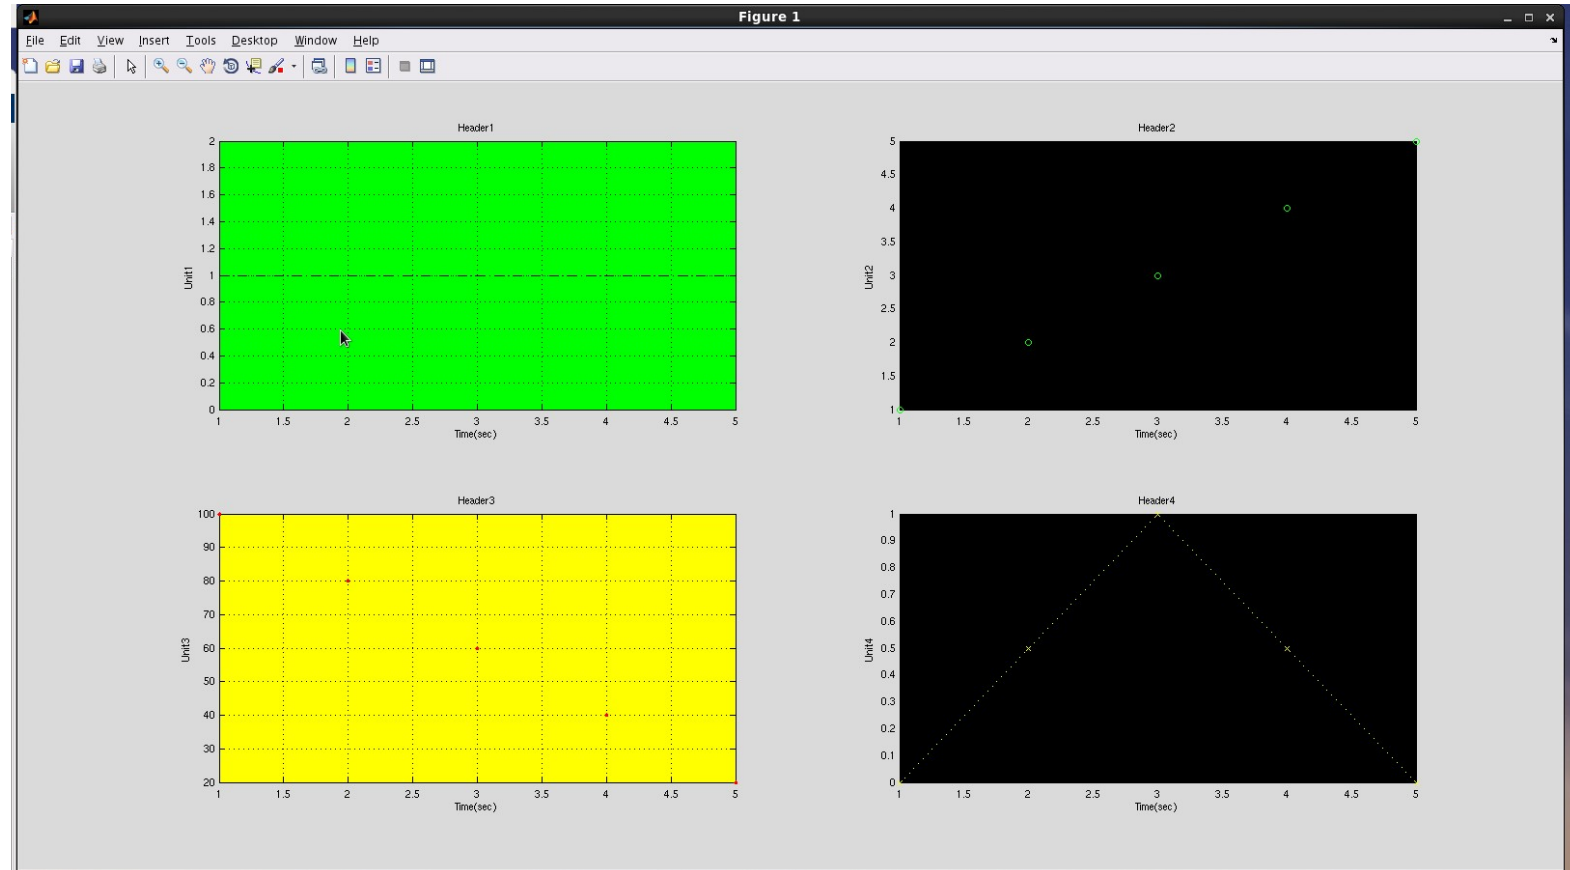 Figure 1
File Edit View Insert Tools Desktop Window Help
Header1
2
1.8
1.6
1.4
1.2
1
0.8
0.6
0.4
0.2
0
Unit1
1 1.5 2 2.5 3 3.5 4 4.5 5
Time(sec)
Header2
5
4.5
4
3.5
3
2.5
2
1.5
1
Unit2
1 1.5 2 2.5 3 3.5 4 4.5 5
Time(sec)
Header3
100
90
80
70
60
50
40
30
20
Unit3
1 1.5 2 2.5 3 3.5 4 4.5 5
Time(sec)
Header4
1
0.9
0.8
0.7
0.6
0.5
0.4
0.3
0.2
0.1
0
Unit4
1 1.5 2 2.5 3 3.5 4 4.5 5
Time(sec)